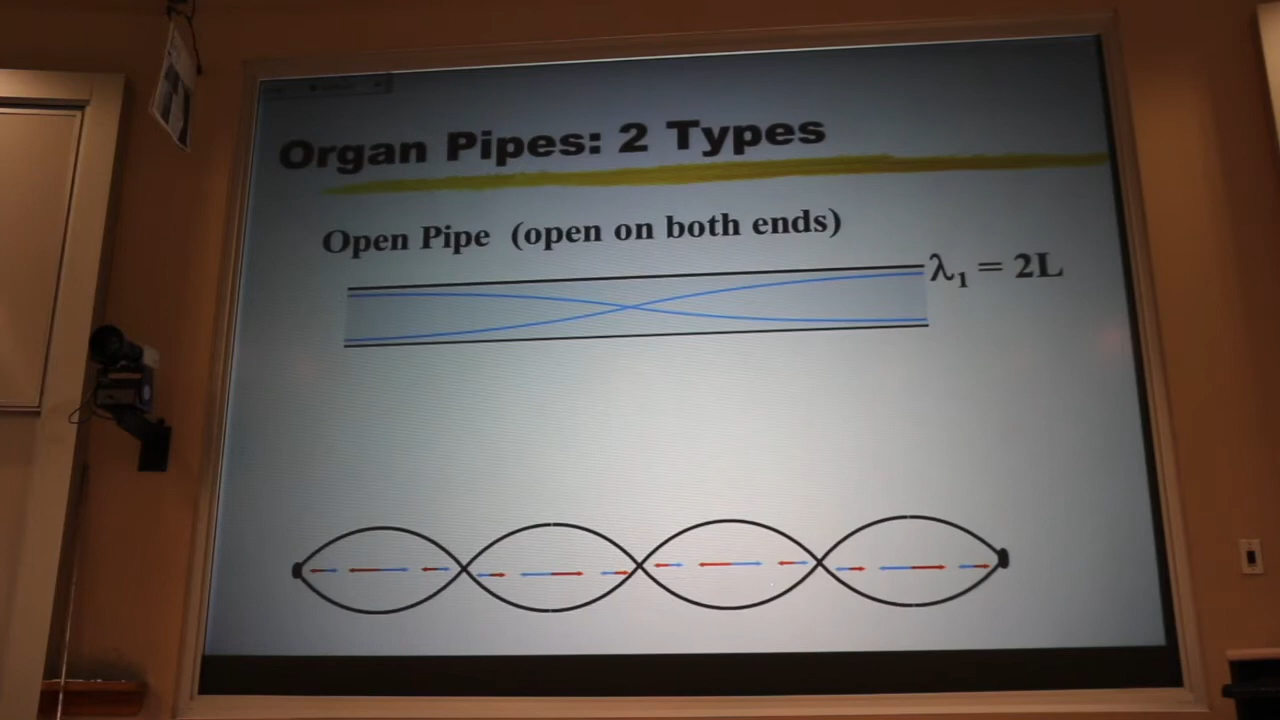 Organ Pipes: 2 Types
Open Pipe (open on both ends)
λ₁ = 2L